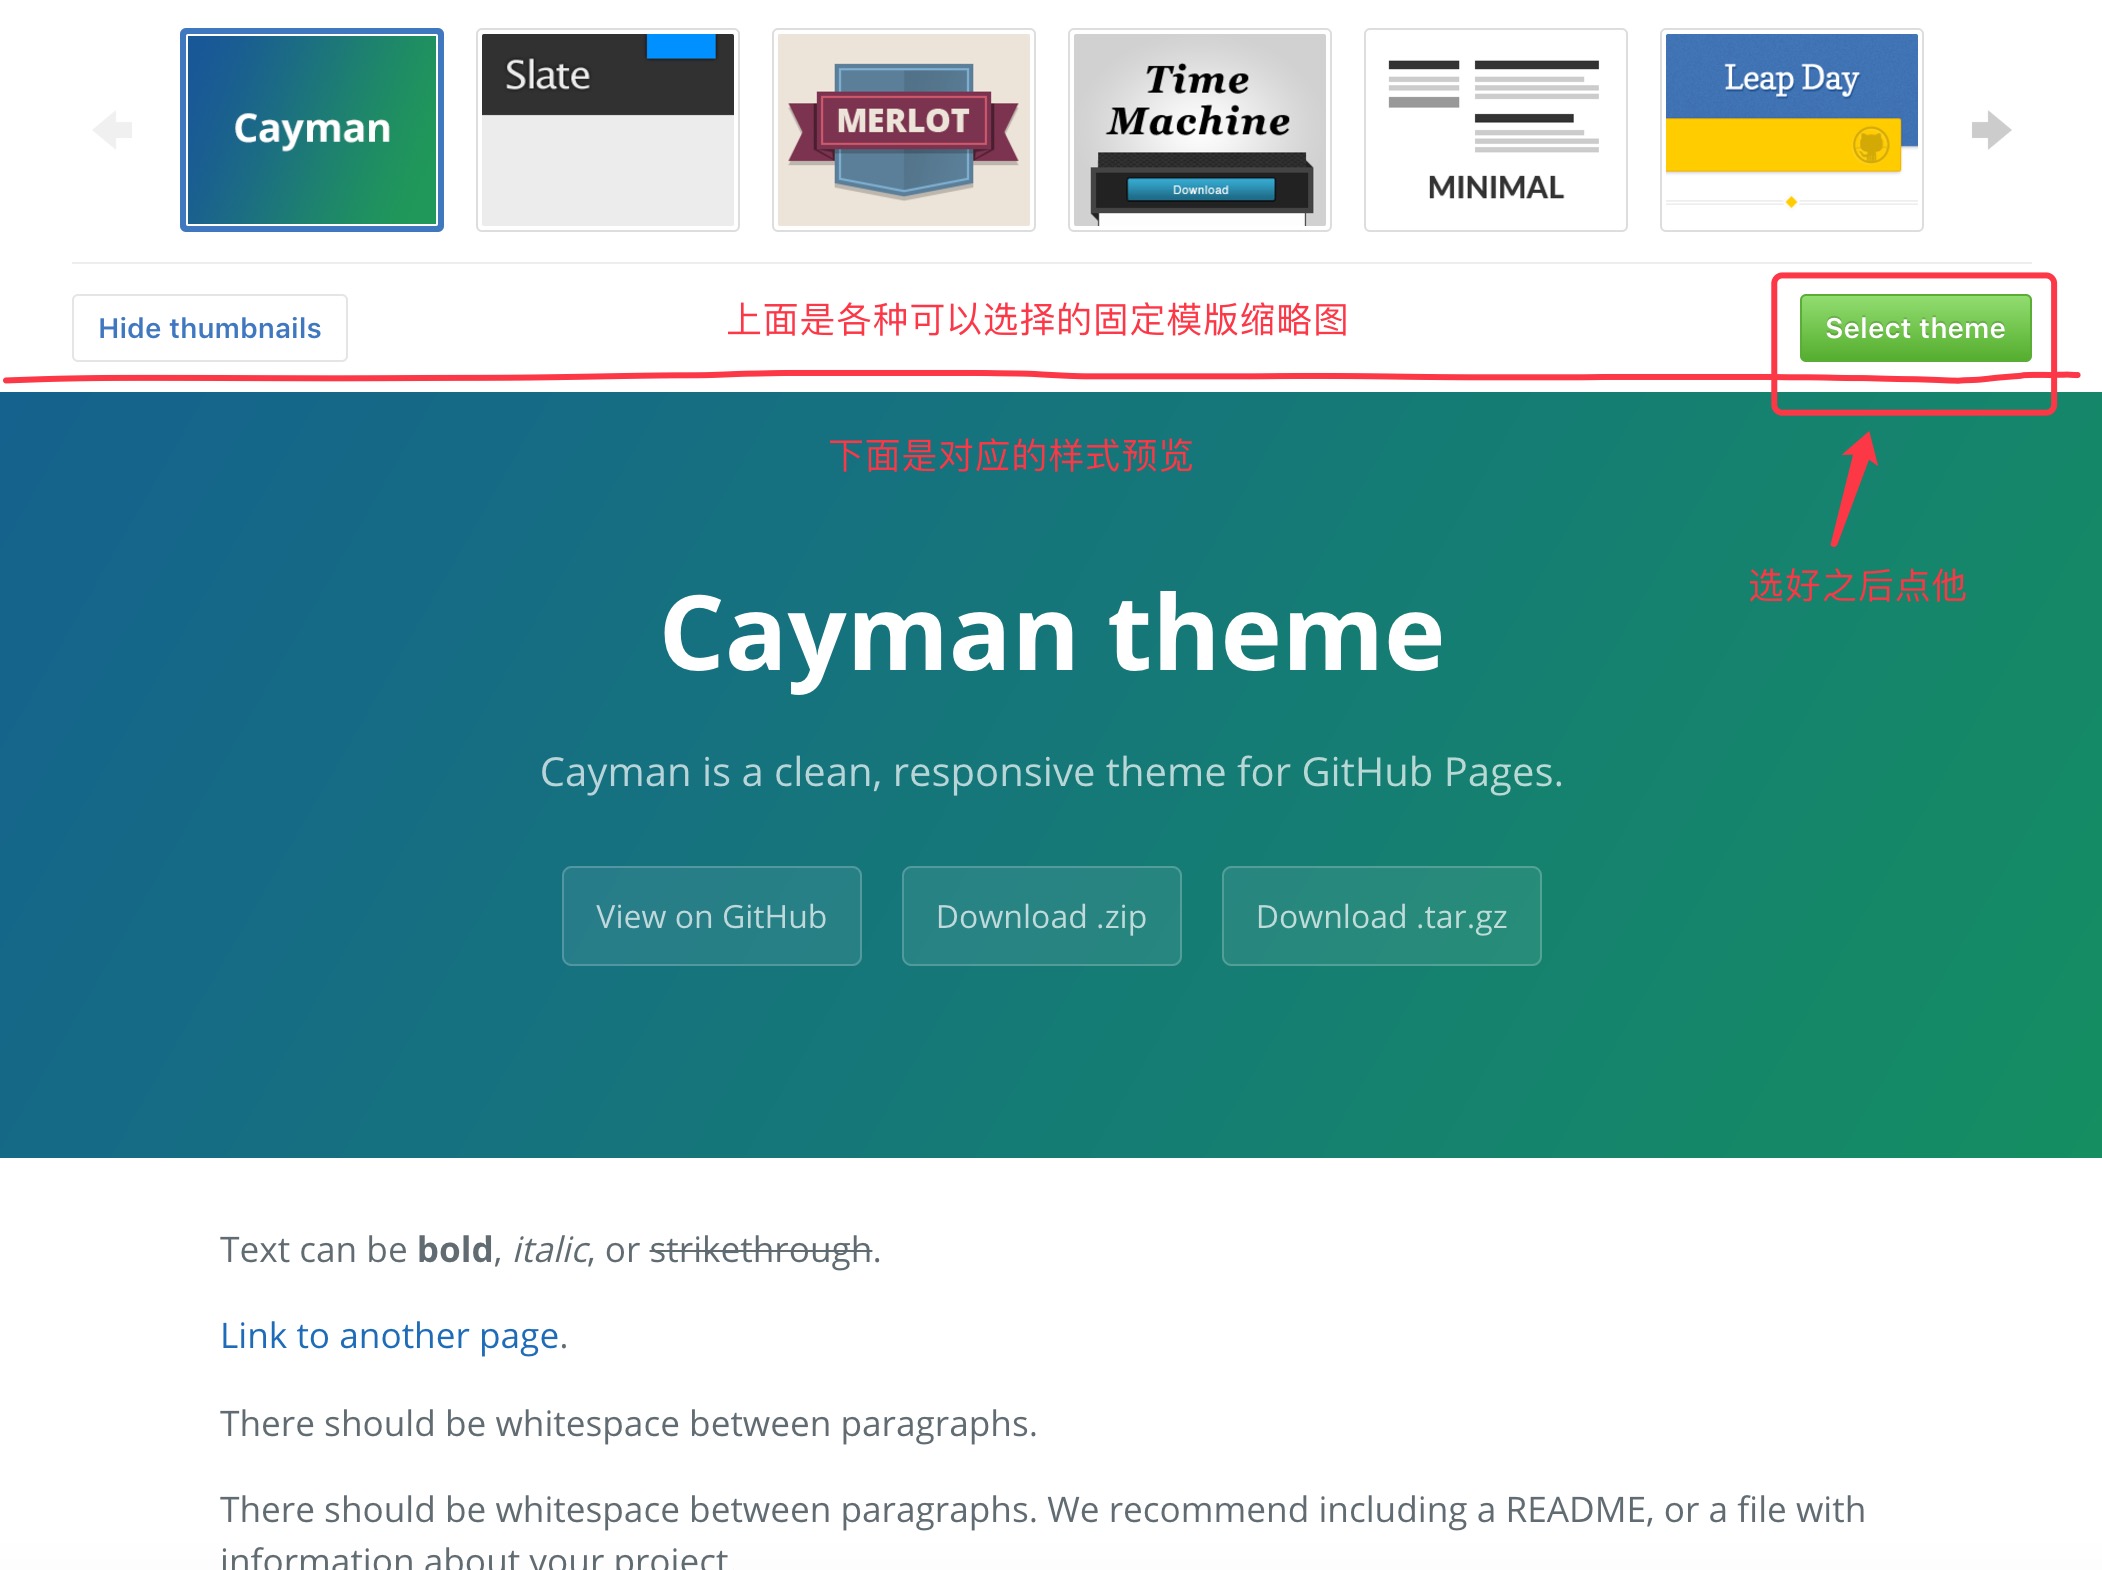 Cayman
Slate
MERLOT
Time
Machine
Download
MINIMAL
Leap Day
Hide thumbnails
上面是各种可以选择的固定模版缩略图
Select theme
下面是对应的样式预览
选好之后点他
Cayman theme
Cayman is a clean, responsive theme for GitHub Pages.
View on GitHub
Download .zip
Download .tar.gz
Text can be bold, italic, or strikethrough.
Link to another page.
There should be whitespace between paragraphs.
There should be whitespace between paragraphs. We recommend including a README, or a file with
information about your project